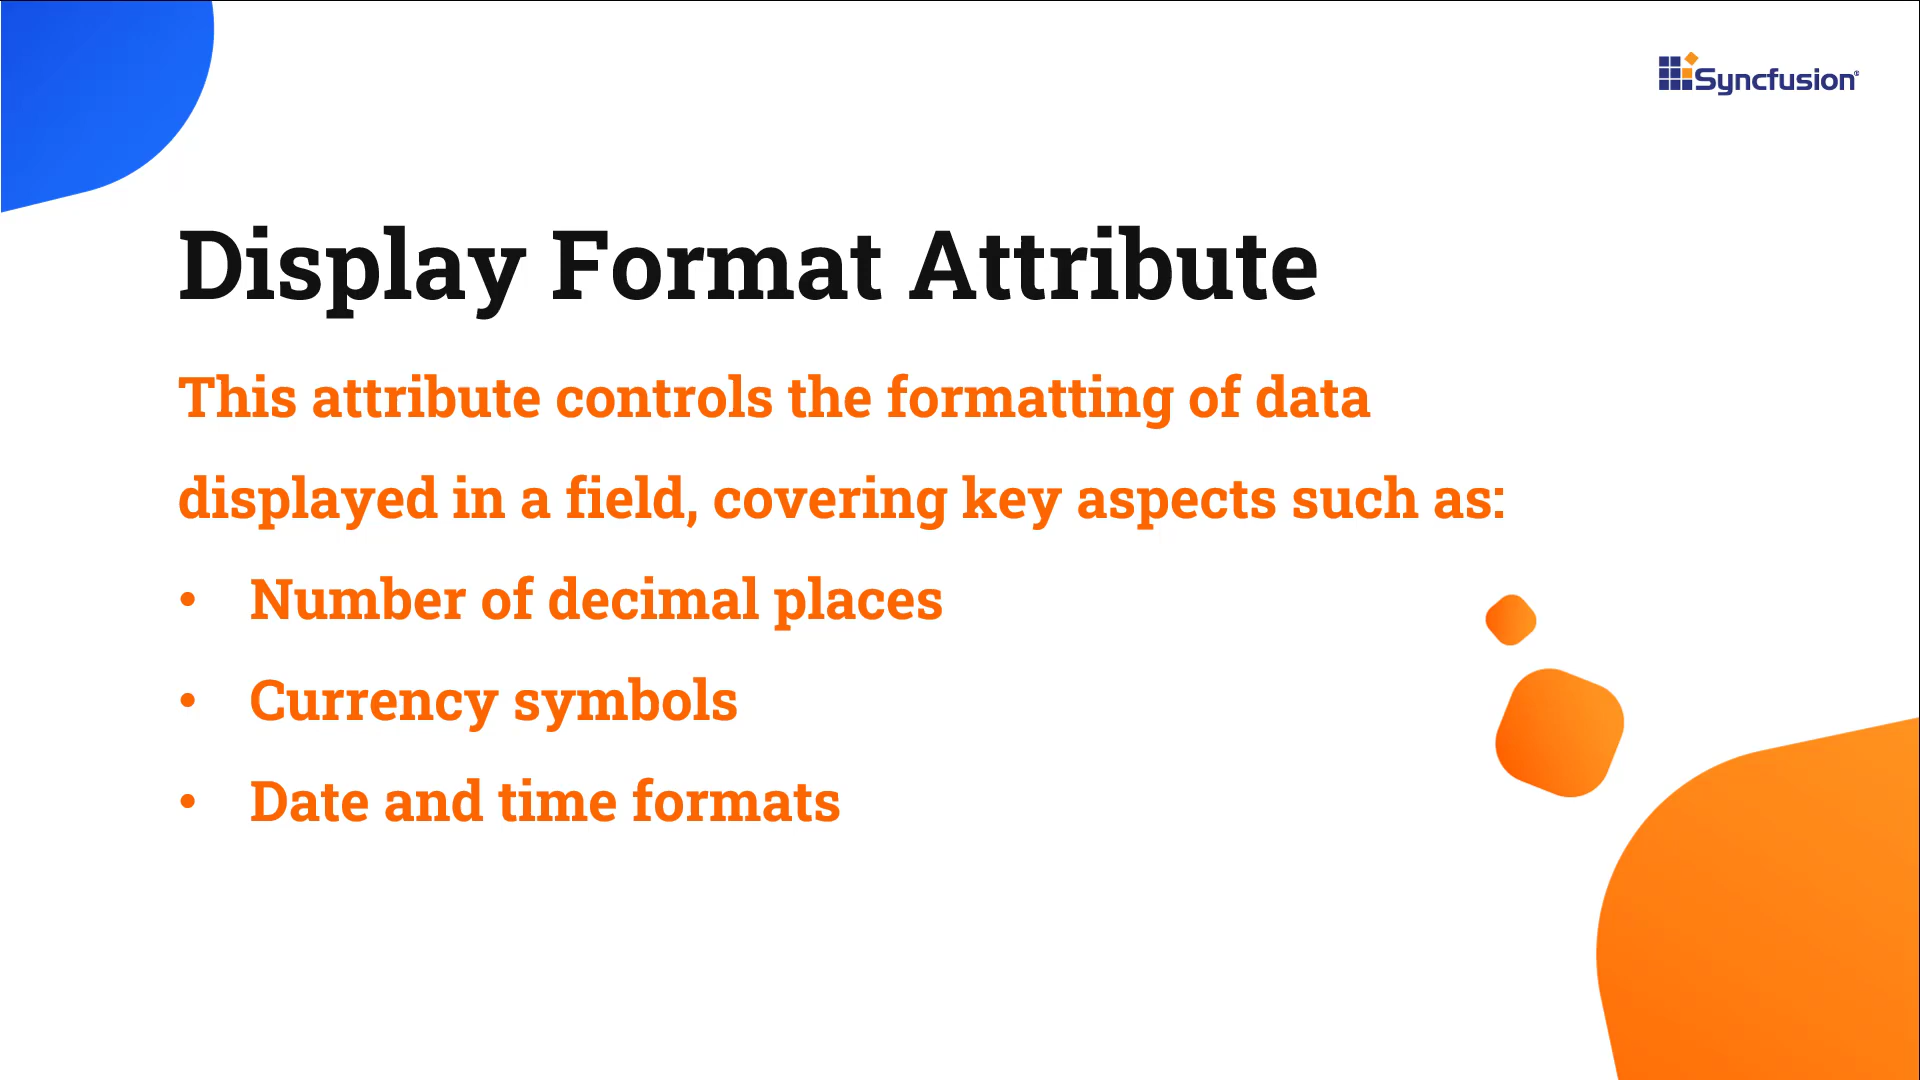 Syncfusion®
Display Format Attribute
This attribute controls the formatting of data
displayed in a field, covering key aspects such as:
• Number of decimal places
• Currency symbols
• Date and time formats